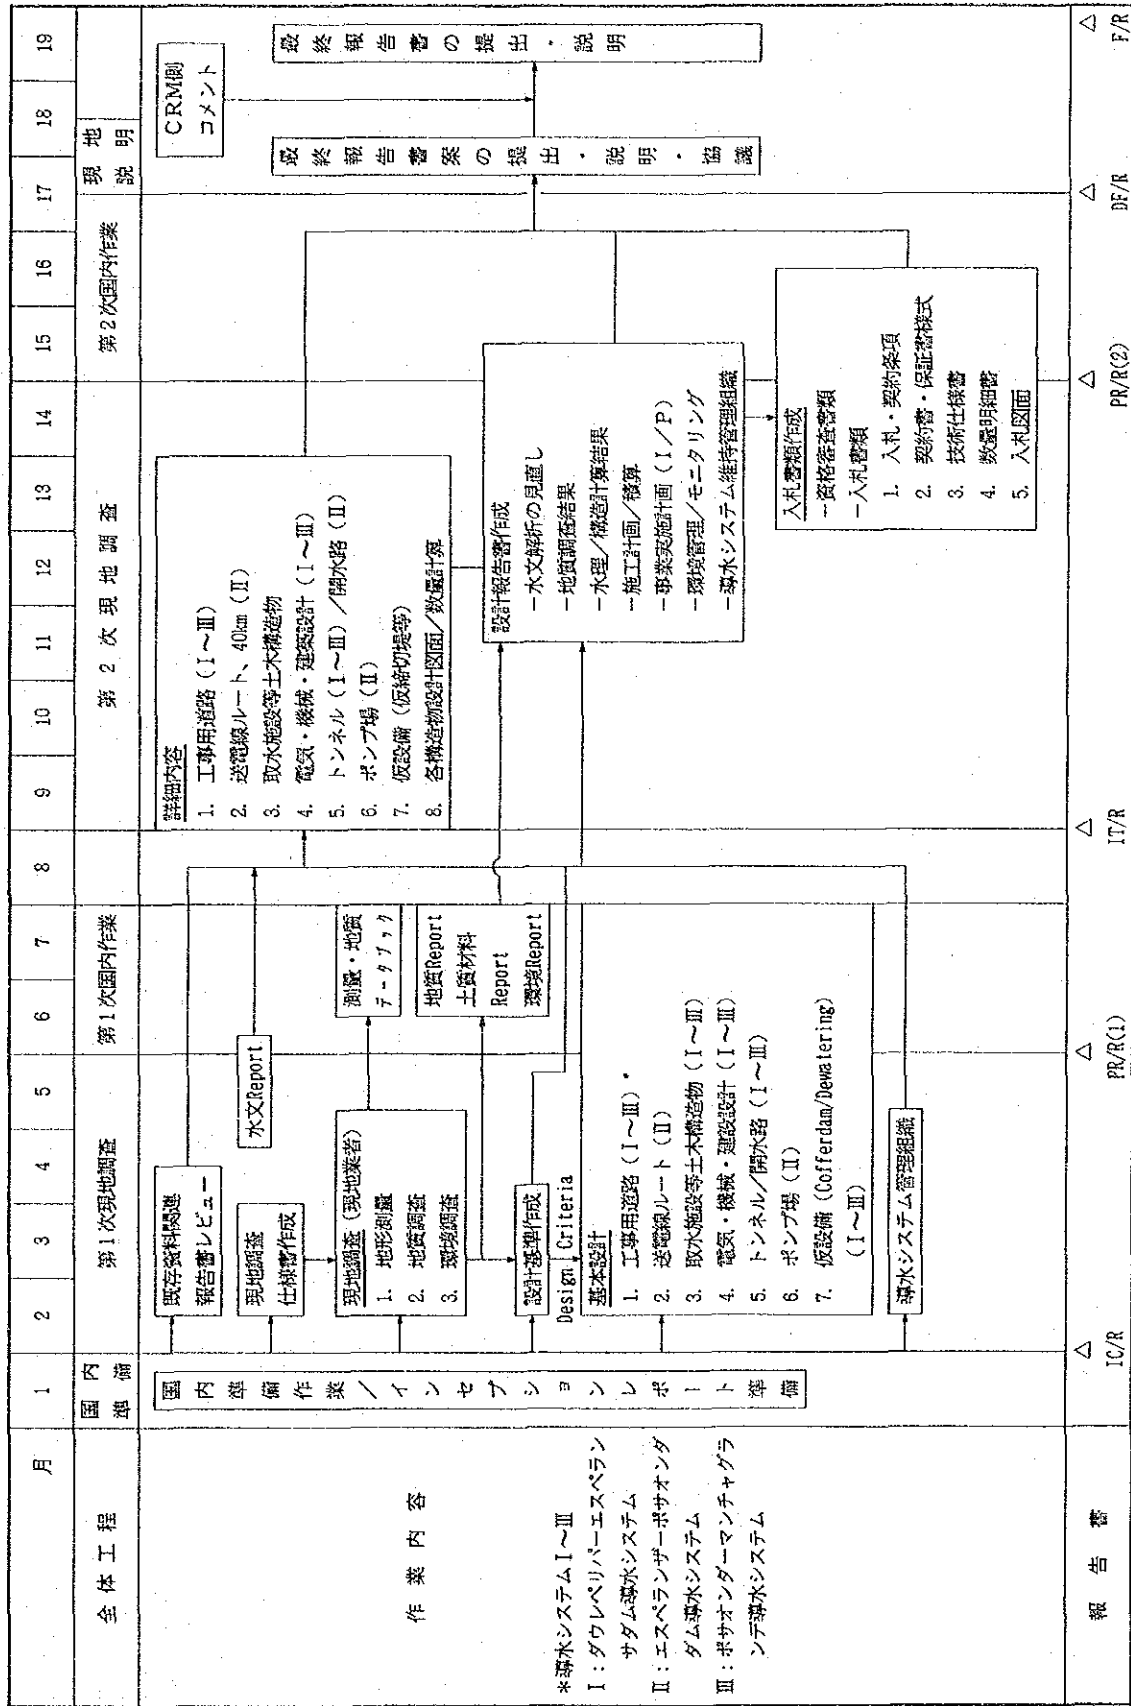 月
1
2
3
4
5
6
7
8
9
10
11
12
13
14
15
16
17
18
19
全体工程
国内
準備
第1次現地調査
第1次国内作業
第2次現地調査
第2次国内作業
現地
説明
作業内容
*導水システムI～III
I：ダウレペリパーエスペラン
サダム導水システム
II：エスペランザーポサオンダ
ダム導水システム
III：ポサオンダーマンチャグラ
ンデ導水システム
国内準備作業／インセプションレポート準備
既存資料関連
報告書レビュー
現地調査
仕様書作成
水文Report
現地調査(現地業者)
1. 地形測量
2. 地質調査
3. 環境調査
測量・地質
データブック
地質Report
土質材料
Report
環境Report
設計基準作成
Design Criteria
基本設計
1. 工事用道路(I～III)*
2. 送電線ルート(II)
3. 取水施設等土木構造物(I～III)
4. 電気・機械・建設設計(I～III)
5. トンネル/開水路(I～III)
6. ポンプ場(II)
7. 仮設備(Cofferdam/Dewatering)
(I～III)
導水システム管理組織
詳細内容
1. 工事用道路(I～III)
2. 送電線ルート、40km(II)
3. 取水施設等土木構造物
4. 電気・機械・建築設計(I～III)
5. トンネル(I～III)／開水路(II)
6. ポンプ場(II)
7. 仮設備(仮締切堤等)
8. 各構造物設計図面／数量計算
設計報告書作成
－水文解析の見直し
－地質調査結果
－水理／構造計算結果
－施工計画／積算
－事業実施計画(I／P)
－環境管理／モニタリング
－導水システム維持管理組織
入札書類作成
－資格審査書類
－入札書類
1. 入札・契約条項
2. 契約書・保証書様式
3. 技術仕様書
4. 数量明細書
5. 入札図面
最終報告書案の提出・説明・協議
CRM側
コメント
最終報告書の提出・説明
報告書
△
IC/R
△
PR/R(1)
△
IT/R
△
PR/R(2)
△
DF/R
△
F/R